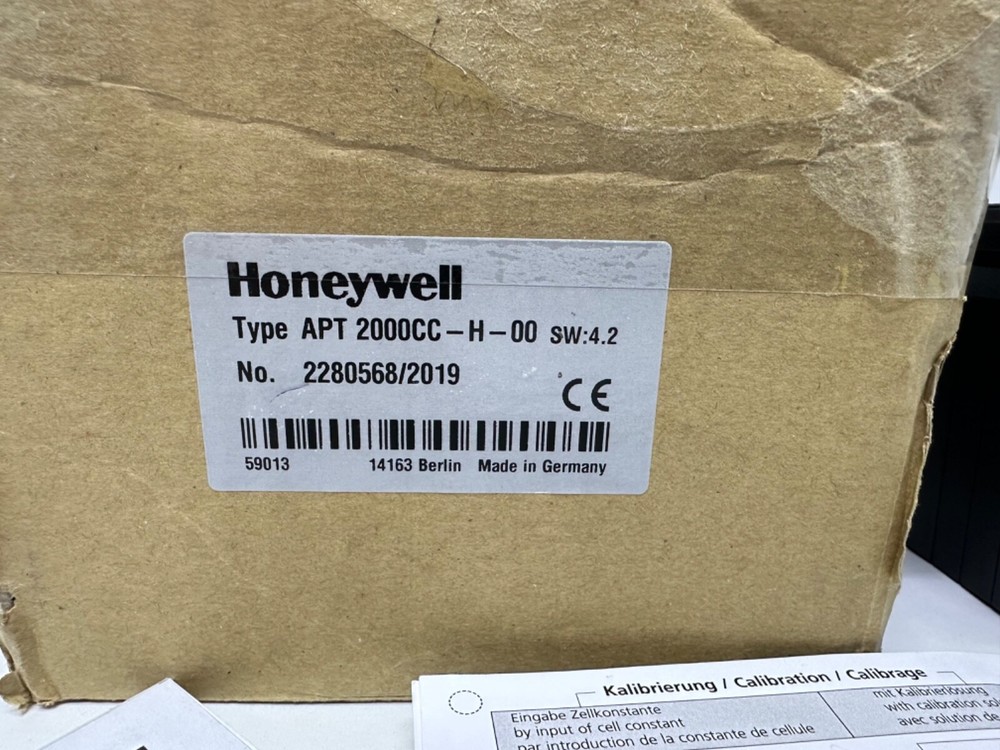 Honeywell
Type APT 2000CC-H-00 SW:4.2
No. 2280568/2019
CE
59013 14163 Berlin Made in Germany
Kalibrierung / Calibration / Calibrage
Eingabe Zellkonstante
by input of cell constant
par introduction de la constante de cellule
mit Kalibrierlösung
with calibration
avec solution de